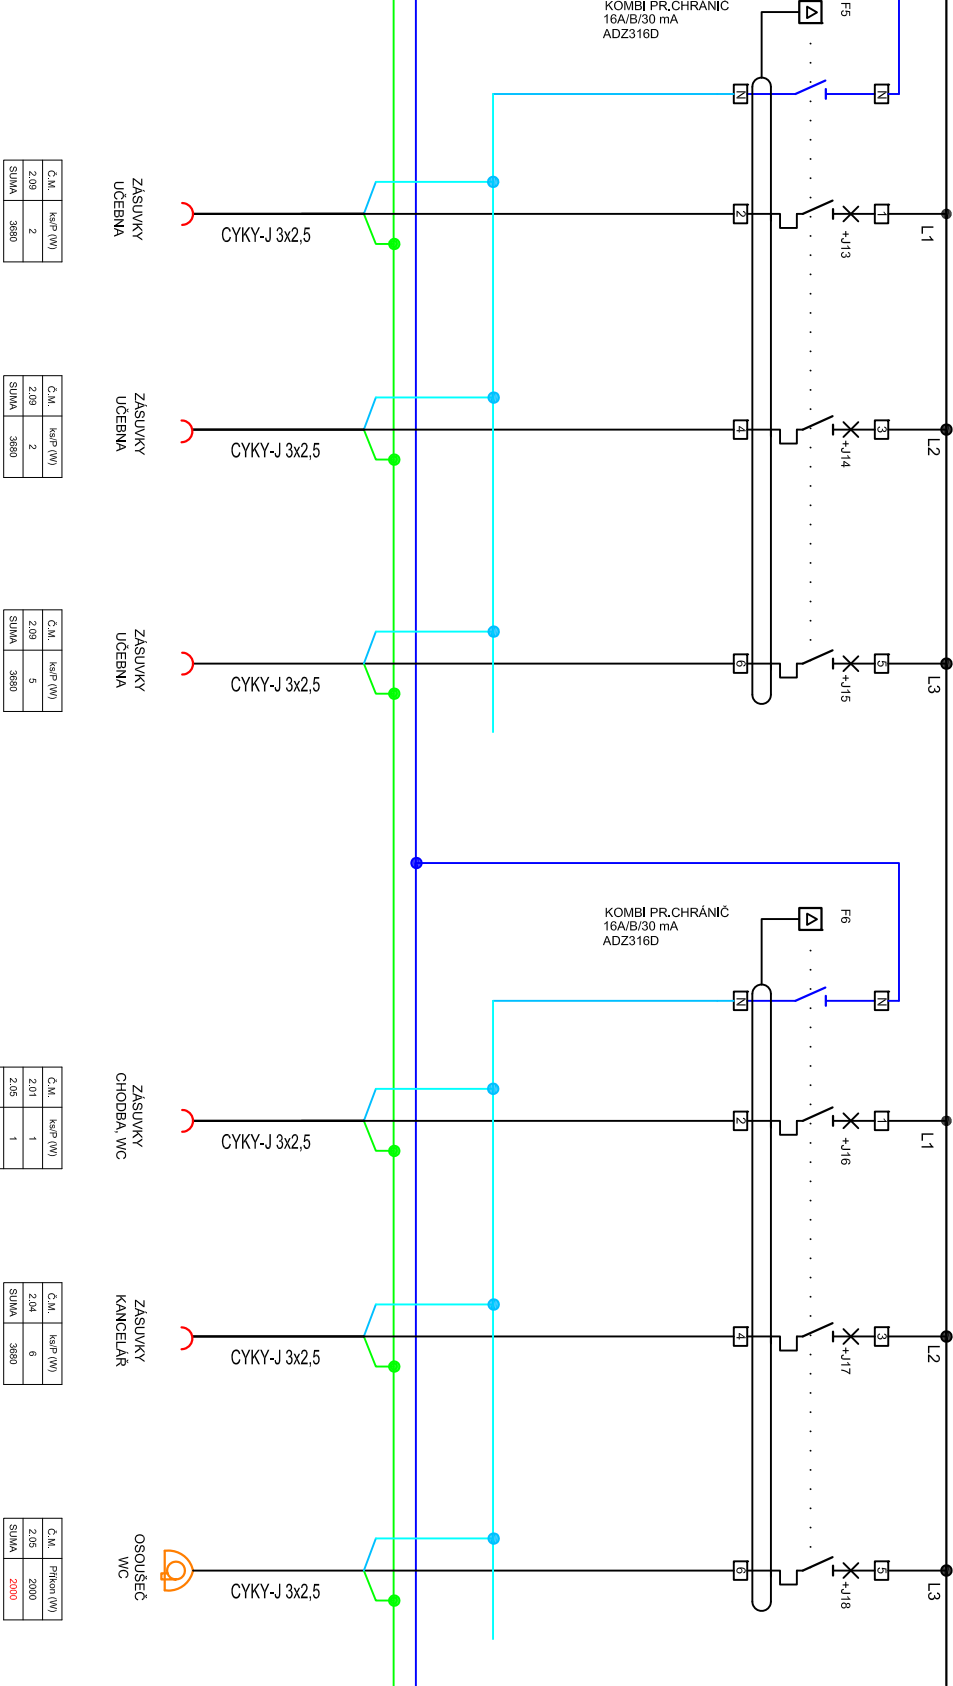 KOMBI PR.CHRÁNIČ
16A/B/30 mA
ADZ316D
F5
N
N
ZÁSUVKY
UČEBNA
CYKY-J 3x2,5
2
+J13
1
L1
Č.M. ks/P (W)
2.09 2
SUMA 3680
ZÁSUVKY
UČEBNA
CYKY-J 3x2,5
4
+J14
3
L2
Č.M. ks/P (W)
2.09 2
SUMA 3680
ZÁSUVKY
UČEBNA
CYKY-J 3x2,5
6
+J15
5
L3
Č.M. ks/P (W)
2.09 5
SUMA 3680
KOMBI PR.CHRÁNIČ
16A/B/30 mA
ADZ316D
F6
N
N
ZÁSUVKY
CHODBA, WC
CYKY-J 3x2,5
2
+J16
1
L1
Č.M. ks/P (W)
2.01 1
2.05 1
ZÁSUVKY
KANCELÁŘ
CYKY-J 3x2,5
4
+J17
3
L2
Č.M. ks/P (W)
2.04 6
SUMA 3680
OSOUŠEČ
WC
CYKY-J 3x2,5
6
+J18
5
L3
Č.M. Příkon (W)
2.05 2000
SUMA 2000